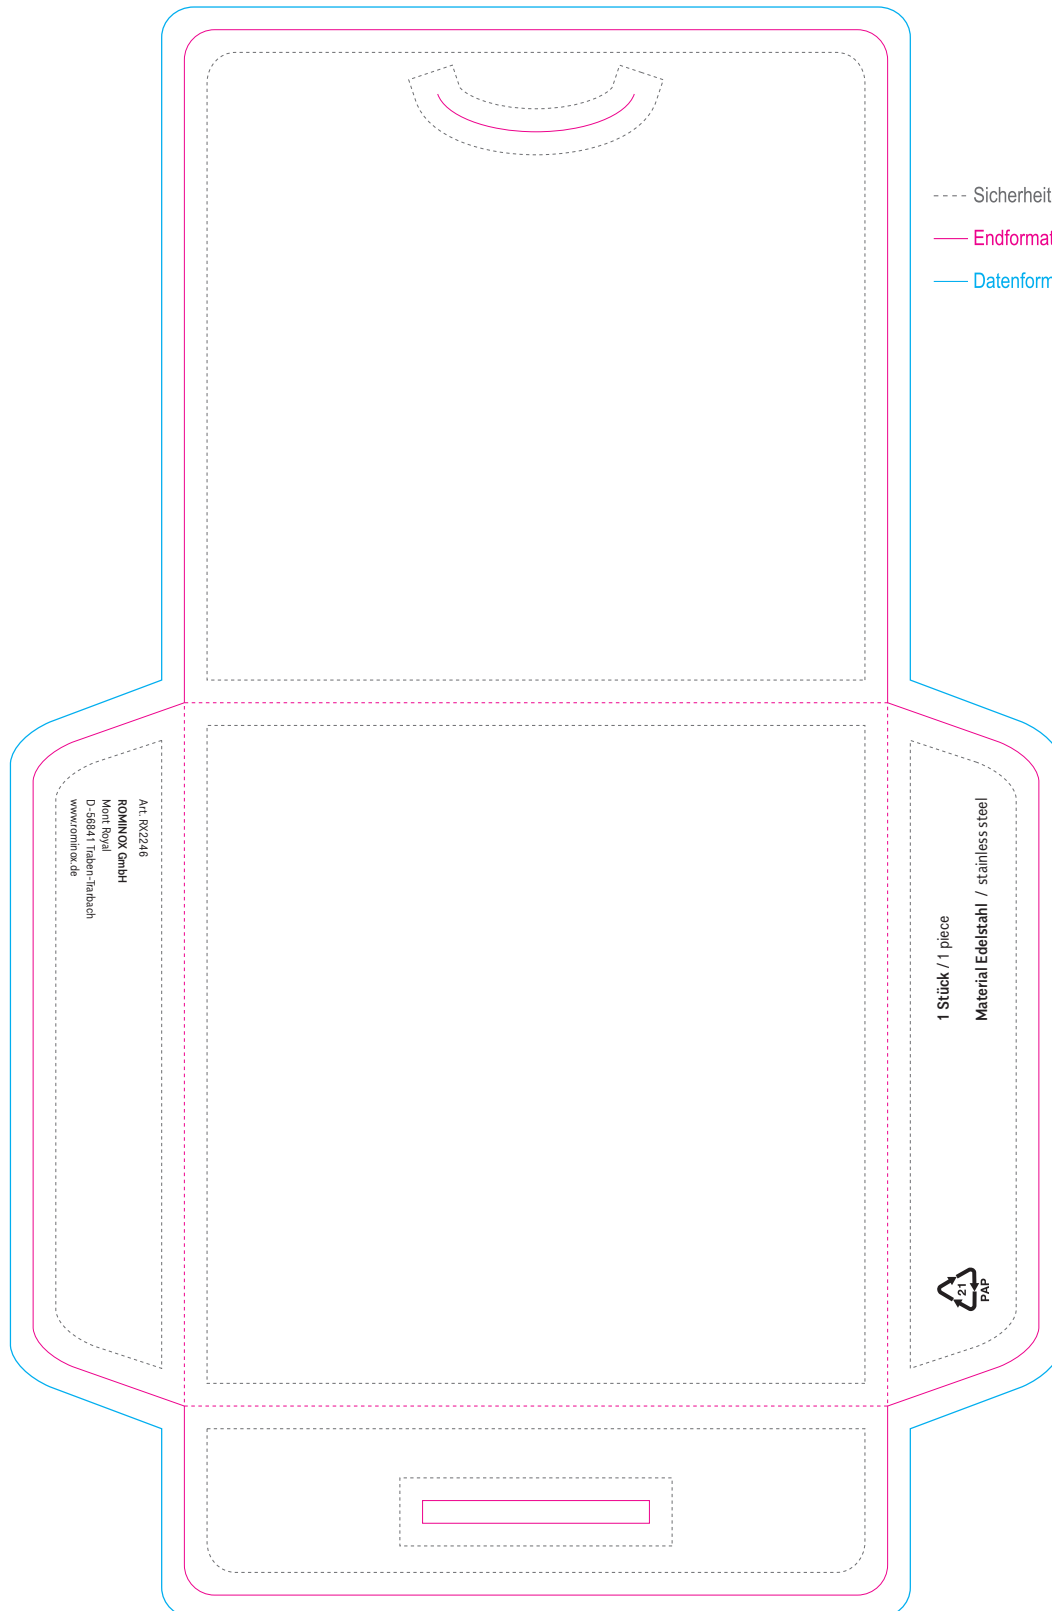 Sicherheit
Endformat
Datenform
Art. RX2246
ROMINOX GmbH
Mont Royal
D-56841 Traben-Trarbach
www.rominox.de
1 Stück / 1 piece
Material Edelstahl / stainless steel
21
PAP